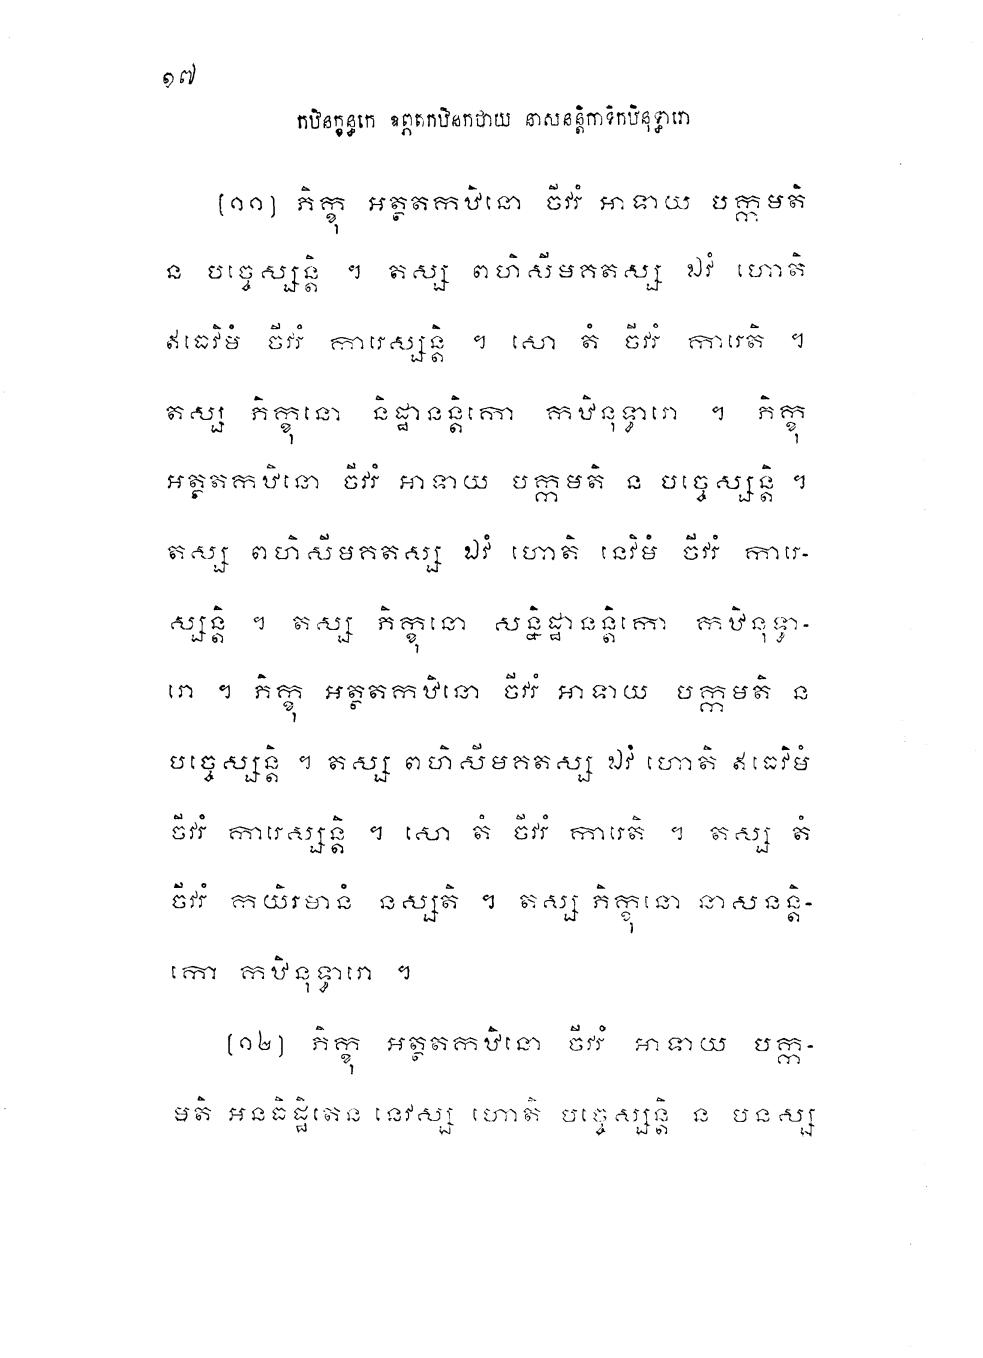 ១៧
កឋិនក្ខន្ធកេ ឧព្ភតកឋិនកថាយ នាសនន្តិកាទិកឋិនុទ្ធារោ
[១១] ភិក្ខុ អត្ថតកឋិនោ ចីវរំ អាទាយ បក្កមតិ
ន បច្ចេស្សន្តិ ។ តស្ស ពហិសីមគតស្ស ឯវំ ហោតិ
ឥធេវិមំ ចីវរំ ការេស្សន្តិ ។ សោ តំ ចីវរំ ការេតិ ។
តស្ស ភិក្ខុនោ និដ្ឋានន្តិកោ កឋិនុទ្ធារោ ។ ភិក្ខុ
អត្ថតកឋិនោ ចីវរំ អាទាយ បក្កមតិ ន បច្ចេស្សន្តិ ។
តស្ស ពហិសីមគតស្ស ឯវំ ហោតិ នេវិមំ ចីវរំ ការេ-
ស្សន្តិ ។ តស្ស ភិក្ខុនោ សន្និដ្ឋានន្តិកោ កឋិនុទ្ធា-
រោ ។ ភិក្ខុ អត្ថតកឋិនោ ចីវរំ អាទាយ បក្កមតិ ន
បច្ចេស្សន្តិ ។ តស្ស ពហិសីមគតស្ស ឯវំ ហោតិ ឥធេវិមំ
ចីវរំ ការេស្សន្តិ ។ សោ តំ ចីវរំ ការេតិ ។ តស្ស តំ
ចីវរំ កយិរមានំ នស្សតិ ។ តស្ស ភិក្ខុនោ នាសនន្តិ-
កោ កឋិនុទ្ធារោ ។
[១២] ភិក្ខុ អត្ថតកឋិនោ ចីវរំ អាទាយ បក្ក-
មតិ អនធិដ្ឋិតេន នេវស្ស ហោតិ បច្ចេស្សន្តិ ន បនស្ស